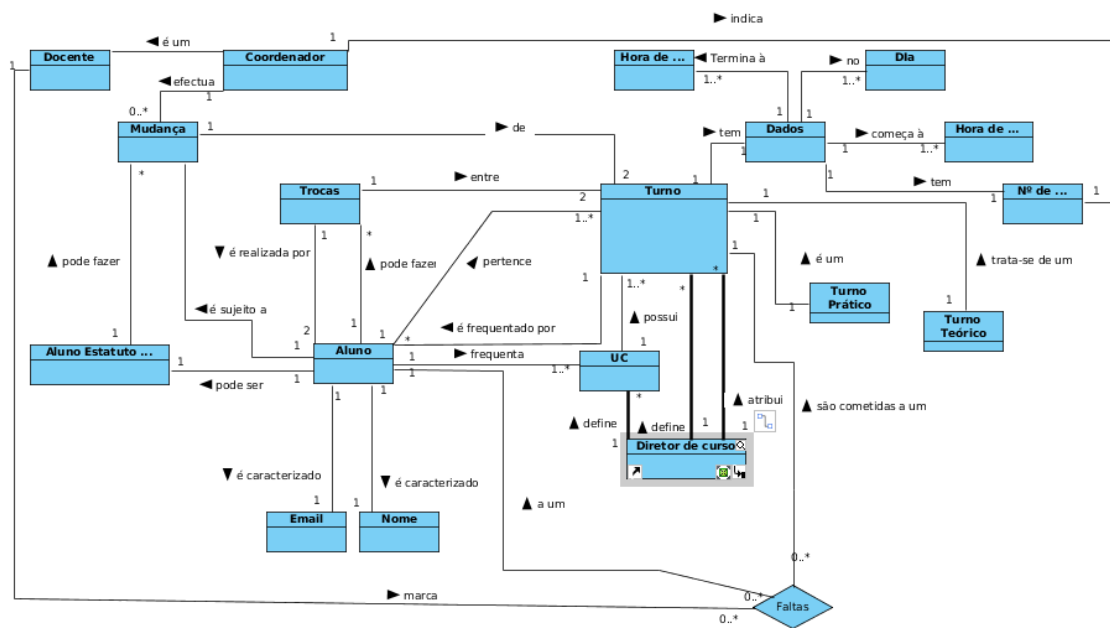 indica
1
é um
Docente
Coordenador
Hora de ...
Termina à
no
DIa
1
1..*
1..*
efectua
1
0..*
1
1
Mudança
1
de
tem
Dados
começa à
Hora de ...
1
1
1..*
*
2
1
tem
1
Trocas
1
entre
Turno
1
1
Nº de ...
1
2
1
1
1..*
1
*
1
é realizada por
pode fazer
pertence
*
*
pode fazer
é um
trata-se de um
1
1..*
Turno
Prático
1
1
Turno
Teórico
é sujeito a
possui
1
2
1
1
*
é frequentado por
1
1
Aluno Estatuto ...
1
Aluno
1
frequenta
UC
pode ser
1
1
1..*
1
1
*
atribui
são cometidas a um
define
define
1
1
1
Diretor de curso
é caracterizado
é caracterizado
1
1
a um
Email
Nome
0..*
marca
0..*
0..*
Faltas